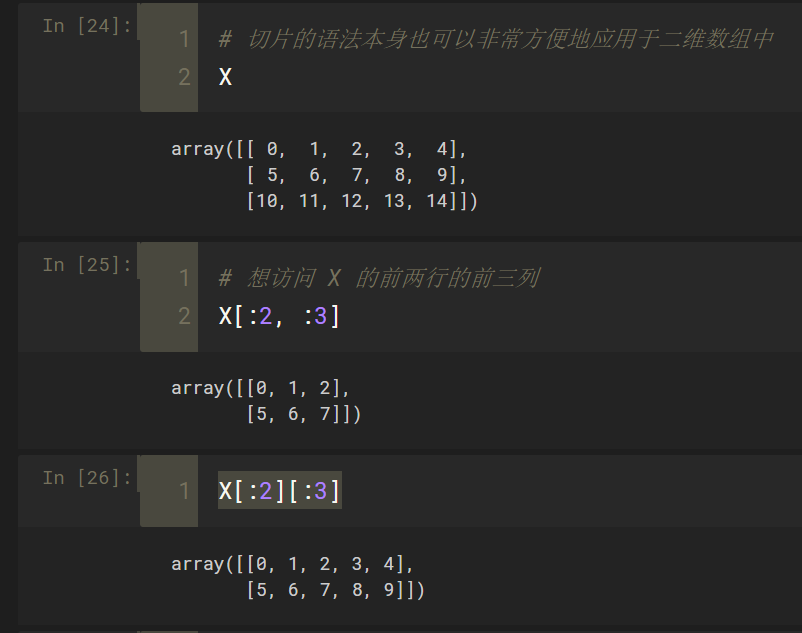 In [24]:
1 # 切片的语法本身也可以非常方便地应用于二维数组中
2 X
array([[ 0,  1,  2,  3,  4],
       [ 5,  6,  7,  8,  9],
       [10, 11, 12, 13, 14]])
In [25]:
1 # 想访问 X 的前两行的前三列
2 X[:2, :3]
array([[0, 1, 2],
       [5, 6, 7]])
In [26]:
1 X[:2][:3]
array([[0, 1, 2, 3, 4],
       [5, 6, 7, 8, 9]])